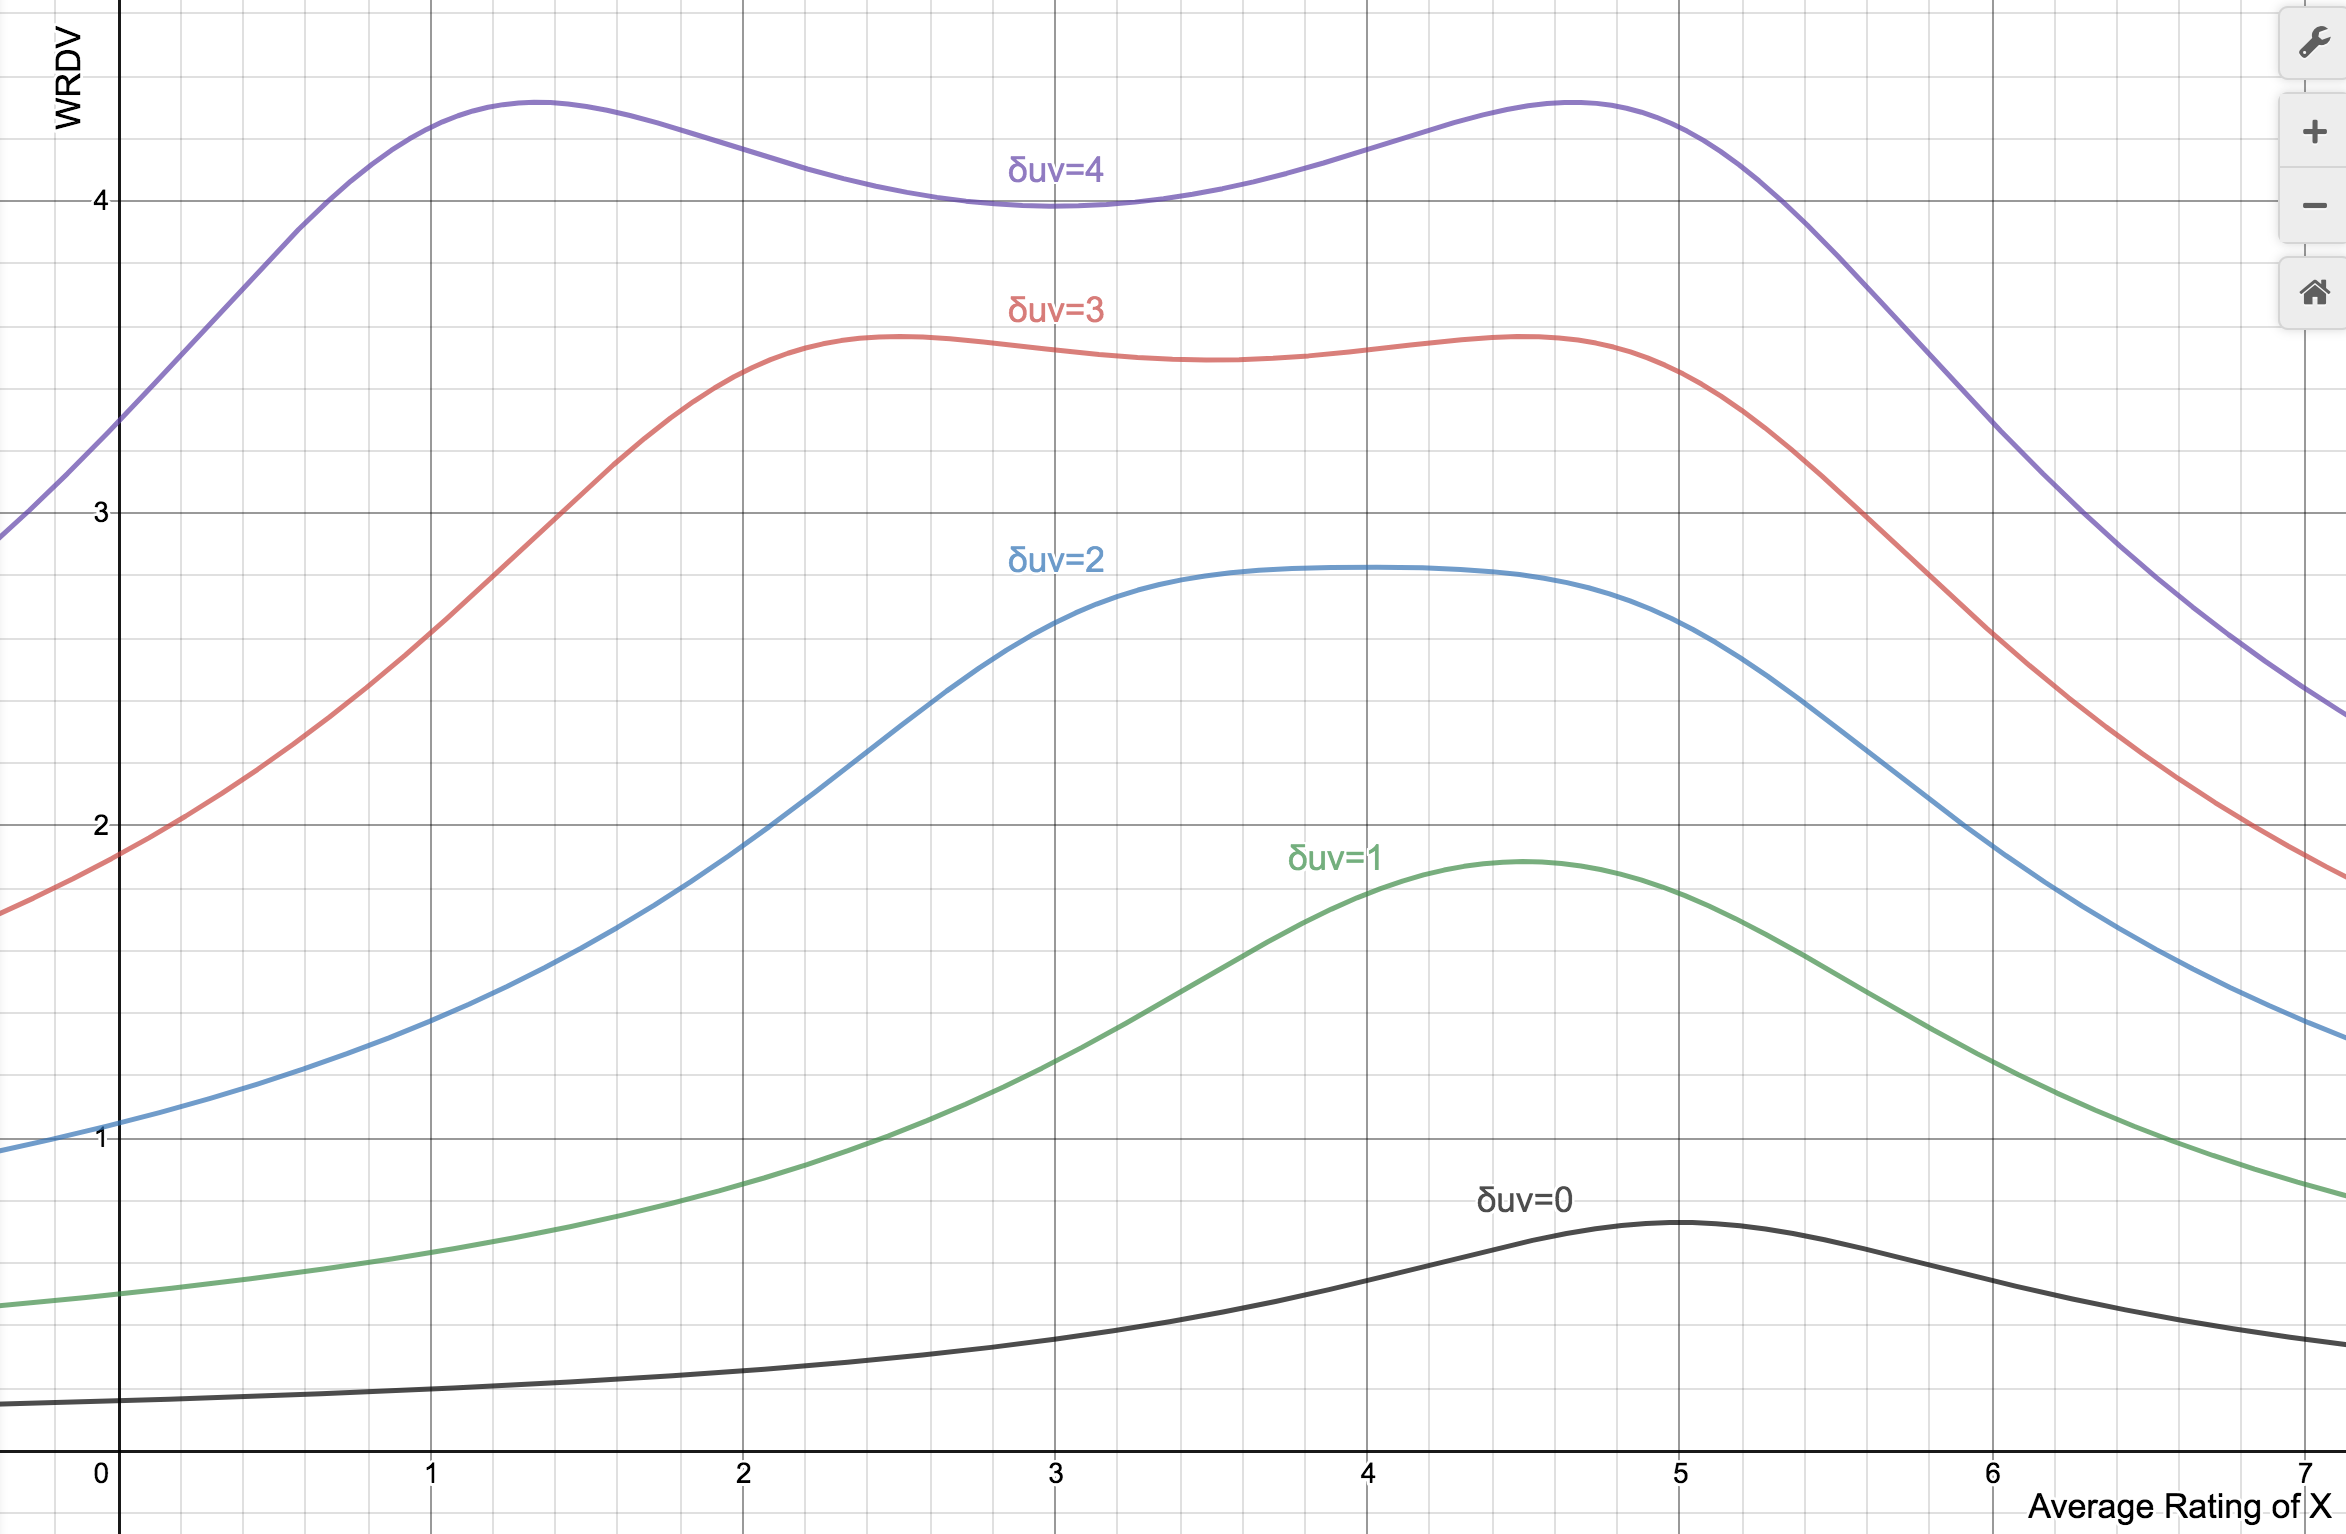 WRDV
δuv=4
4
δuv=3
3
δuv=2
2
δuv=1
1
δuv=0
0 1 2 3 4 5 6 7
Average Rating of X